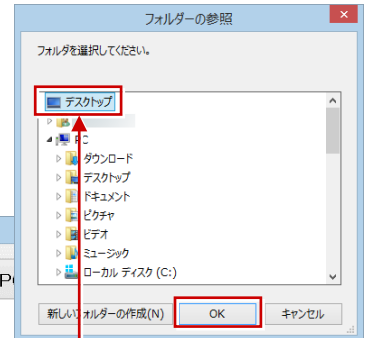 フォルダーの参照
フォルダを選択してください。
デスクトップ
PC
ダウンロード
デスクトップ
ドキュメント
ピクチャ
ビデオ
ミュージック
ローカル ディスク (C:)
P
新しいフォルダーの作成(N)
OK
キャンセル